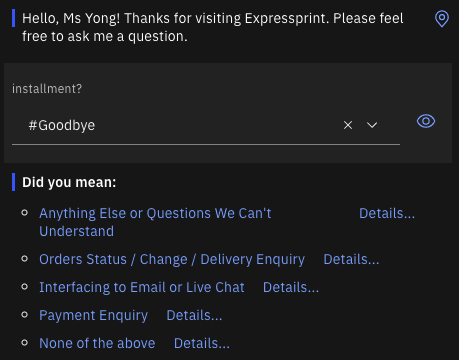 Hello, Ms Yong! Thanks for visiting Expressprint. Please feel
free to ask me a question.
installment?
#Goodbye
Did you mean:
Anything Else or Questions We Can't Details...
Understand
Orders Status / Change / Delivery Enquiry Details...
Interfacing to Email or Live Chat Details...
Payment Enquiry Details...
None of the above Details...